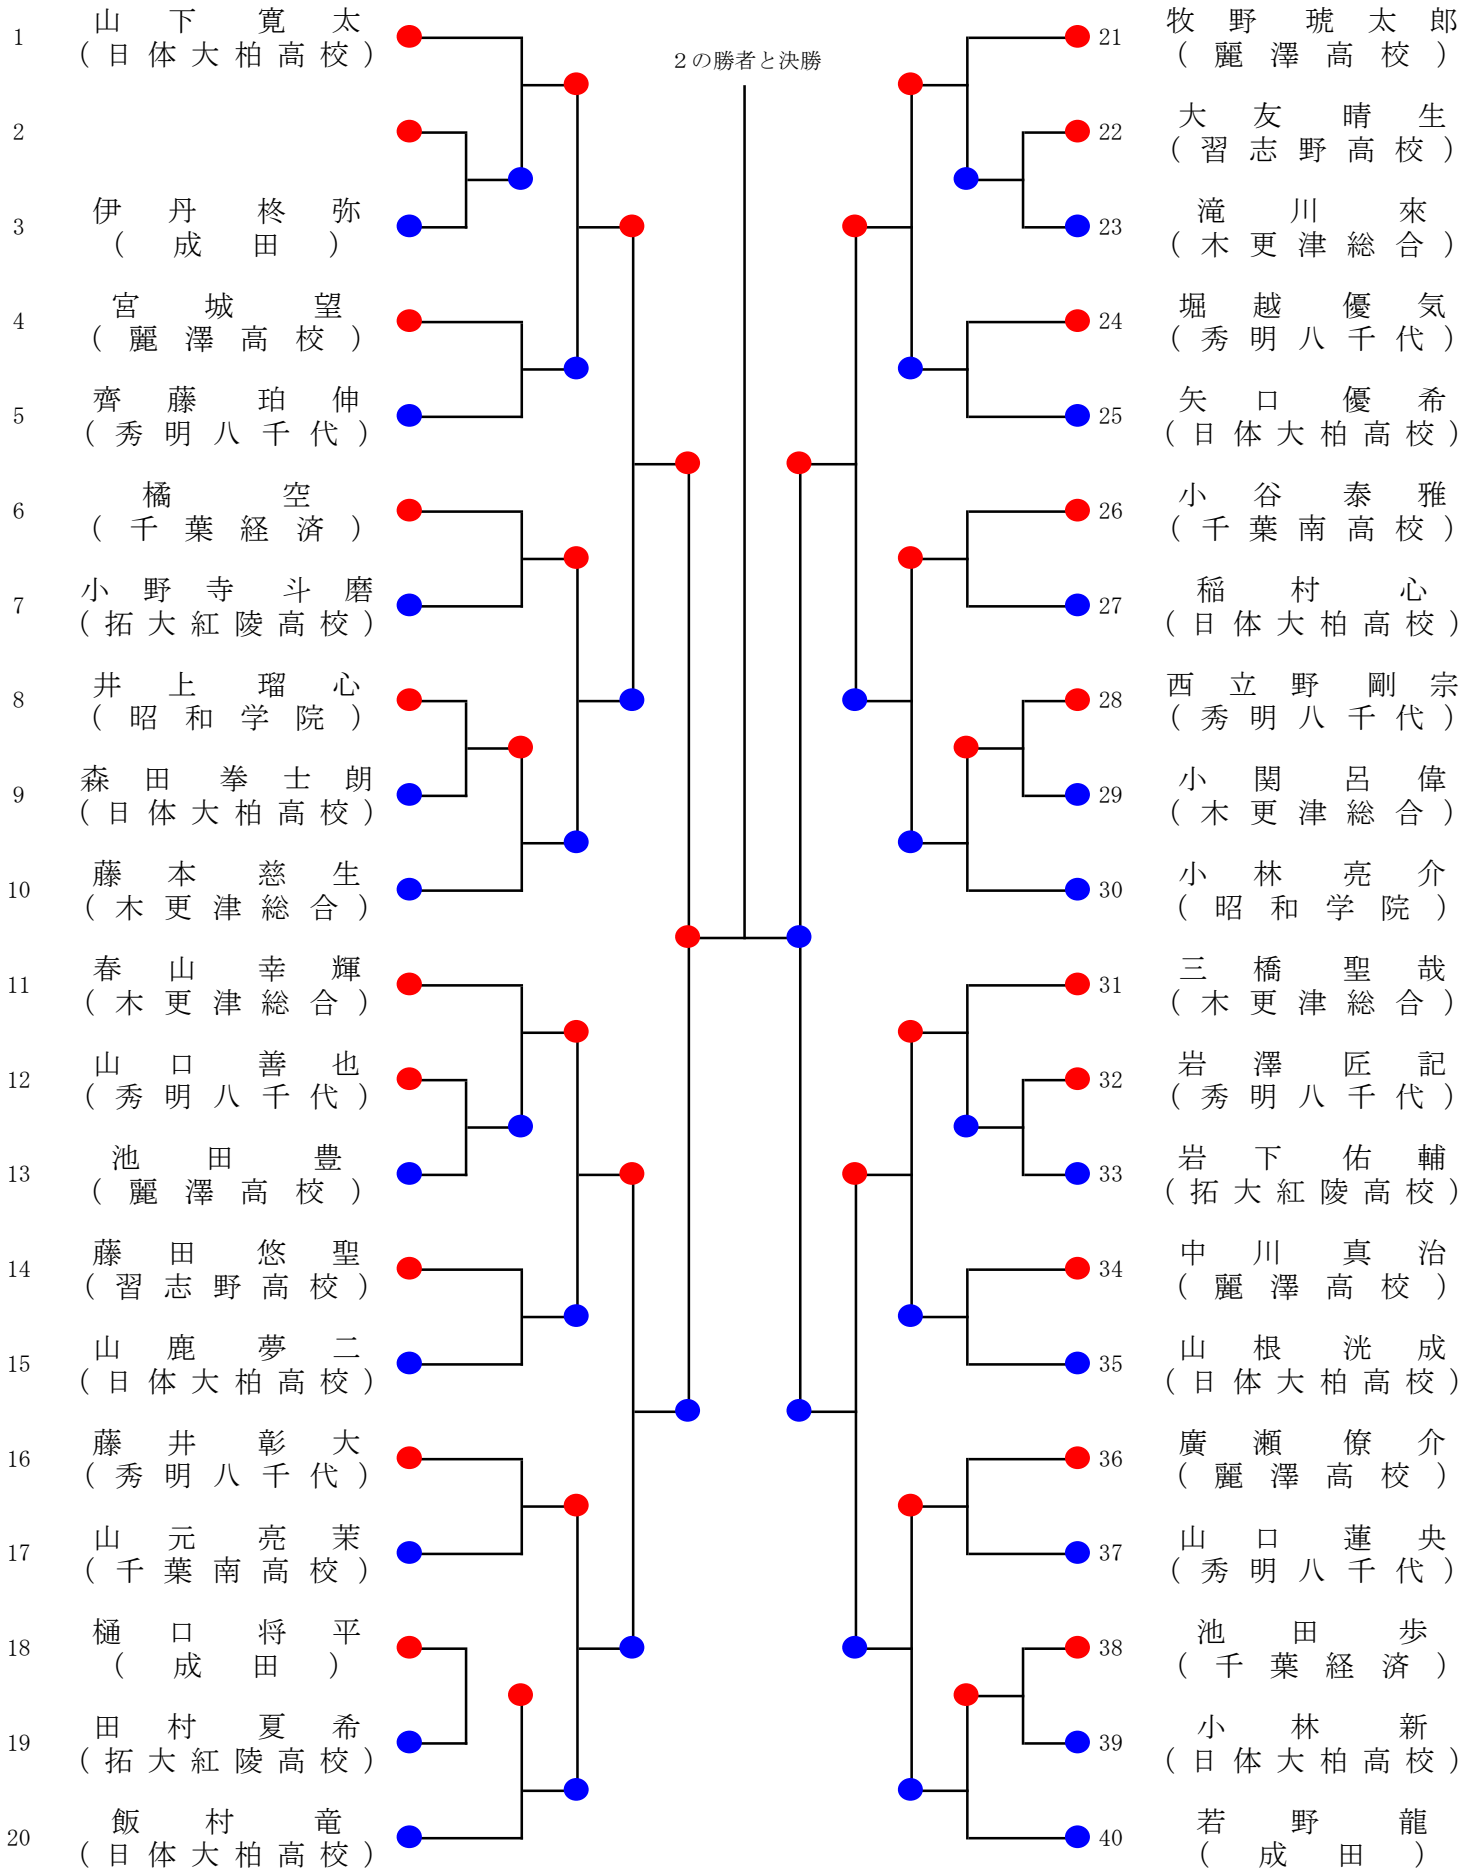 1 山下寛太
(日体大柏高校)
2
3 伊丹柊弥
(成田)
4 宮城望
(麗澤高校)
5 齊藤珀伸
(秀明八千代)
6 橘空
(千葉経済)
7 小野寺斗磨
(拓大紅陵高校)
8 井上瑠心
(昭和学院)
9 森田拳士朗
(日体大柏高校)
10 藤本慈生
(木更津総合)
11 春山幸輝
(木更津総合)
12 山口善也
(秀明八千代)
13 池田豊
(麗澤高校)
14 藤田悠聖
(習志野高校)
15 山鹿夢二
(日体大柏高校)
16 藤井彰大
(秀明八千代)
17 山元亮茉
(千葉南高校)
18 樋口将平
(成田)
19 田村夏希
(拓大紅陵高校)
20 飯村竜
(日体大柏高校)
2の勝者と決勝
21 牧野琥太郎
(麗澤高校)
22 大友晴生
(習志野高校)
23 滝川來
(木更津総合)
24 堀越優気
(秀明八千代)
25 矢口優希
(日体大柏高校)
26 小谷泰雅
(千葉南高校)
27 稲村心
(日体大柏高校)
28 西立野剛宗
(秀明八千代)
29 小関呂偉
(木更津総合)
30 小林亮介
(昭和学院)
31 三橋聖哉
(木更津総合)
32 岩澤匠記
(秀明八千代)
33 岩下佑輔
(拓大紅陵高校)
34 中川真治
(麗澤高校)
35 山根洸成
(日体大柏高校)
36 廣瀬僚介
(麗澤高校)
37 山口蓮央
(秀明八千代)
38 池田歩
(千葉経済)
39 小林新
(日体大柏高校)
40 若野龍
(成田)